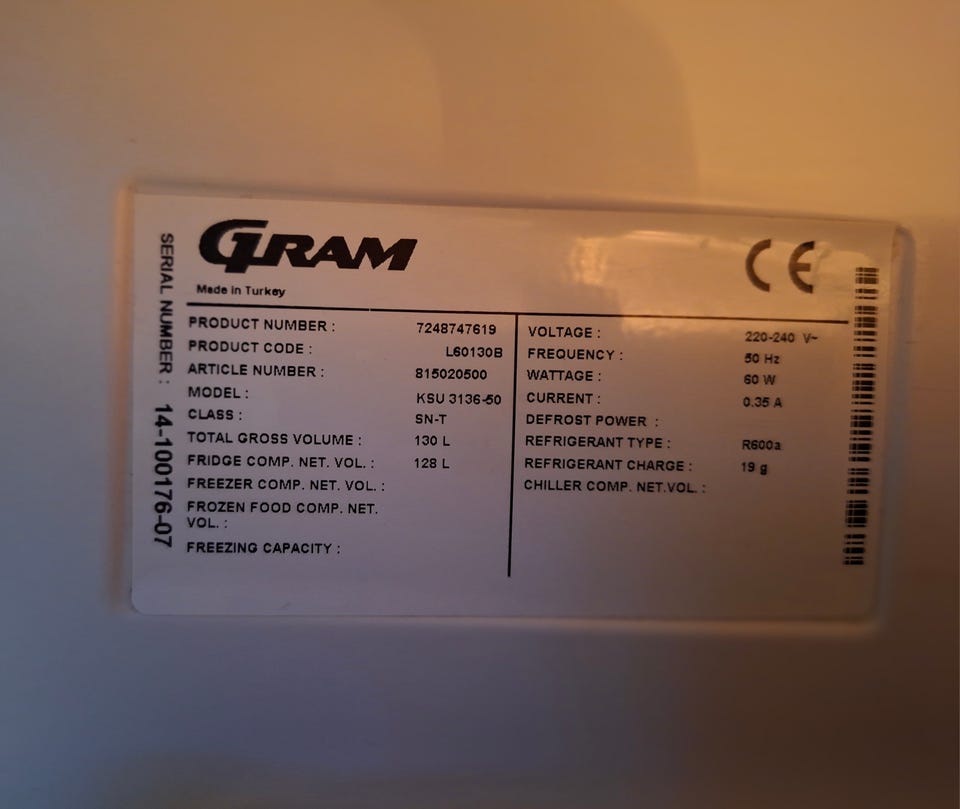 GRAM
Made in Turkey
SERIAL NUMBER : 14-100176-07
PRODUCT NUMBER : 7248747619
PRODUCT CODE : L60130B
ARTICLE NUMBER : 815020500
MODEL : KSU 3136-50
CLASS : SN-T
TOTAL GROSS VOLUME : 130 L
FRIDGE COMP. NET. VOL. : 128 L
FREEZER COMP. NET. VOL. :
FROZEN FOOD COMP. NET.
VOL. :
FREEZING CAPACITY :
CE
VOLTAGE : 220-240 V~
FREQUENCY : 50 Hz
WATTAGE : 60 W
CURRENT : 0.35 A
DEFROST POWER :
REFRIGERANT TYPE : R600a
REFRIGERANT CHARGE : 19 g
CHILLER COMP. NET.VOL. :